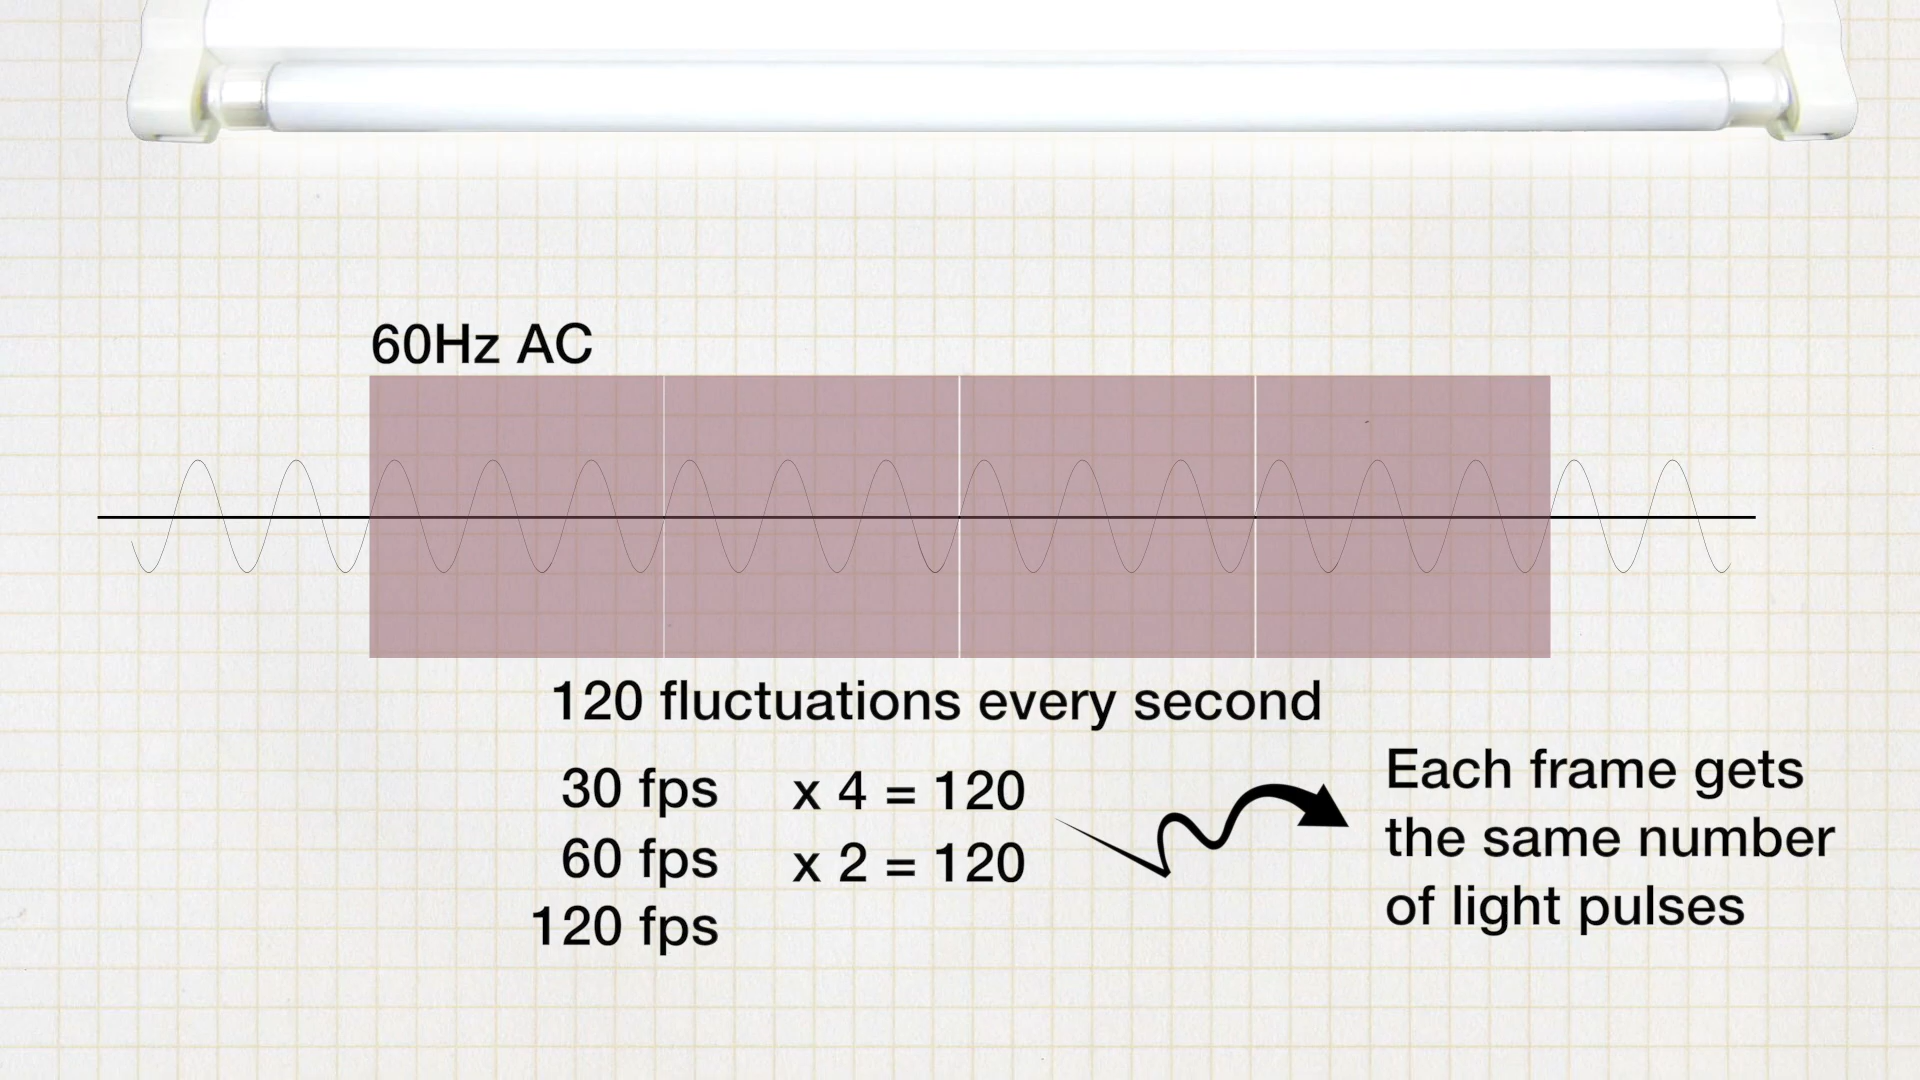 60Hz AC
120 fluctuations every second
30 fps x 4 = 120
60 fps x 2 = 120
120 fps
Each frame gets
the same number
of light pulses